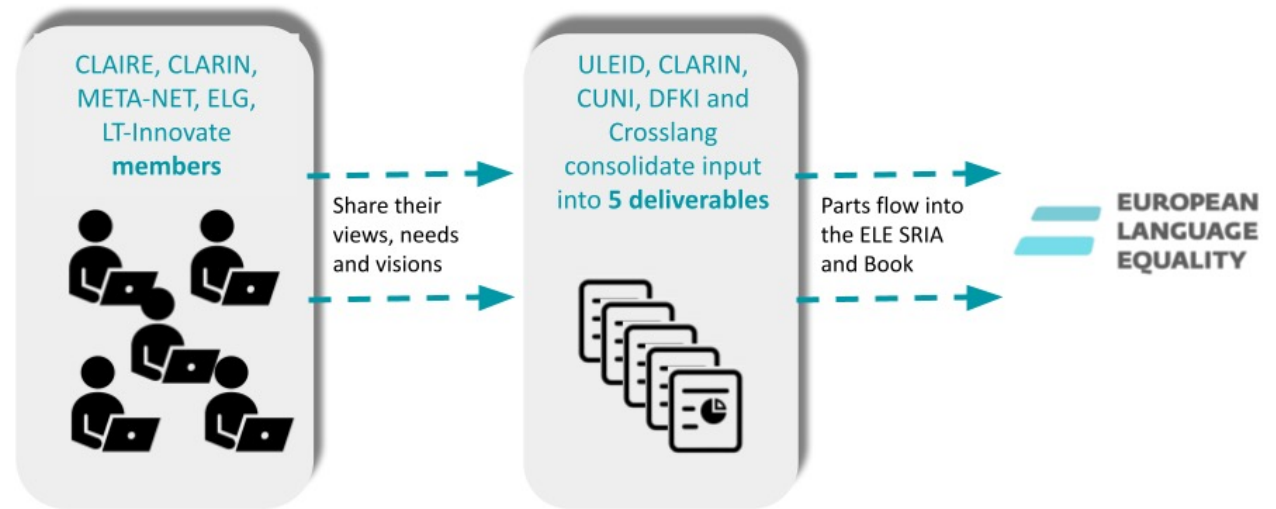 CLAIRE, CLARIN,
META-NET, ELG,
LT-Innovate
members
Share their
views, needs
and visions
ULEID, CLARIN,
CUNI, DFKI and
Crosslang
consolidate input
into 5 deliverables
Parts flow into
the ELE SRIA
and Book
EUROPEAN
LANGUAGE
EQUALITY